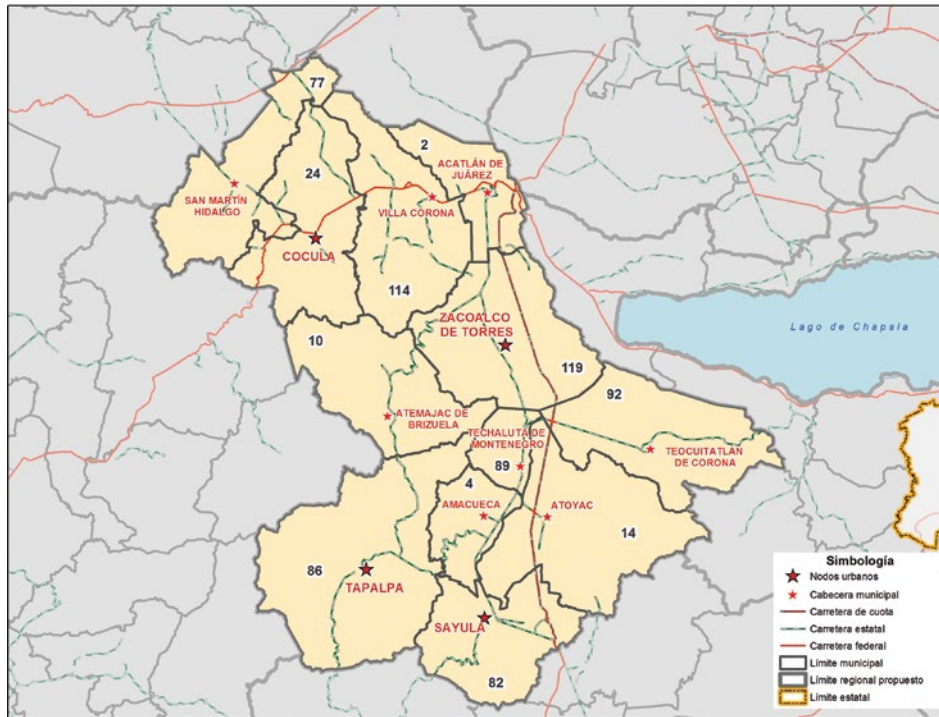 77
2
ACATLÁN DE
JUÁREZ
24
SAN MARTÍN
HIDALGO
VILLA CORONA
COCULA
114
ZACOALCO
DE TORRES
Lago de Chapala
10
119
92
ATEMAJAC DE
BRIZUELA
TECHALUTA DE
MONTENEGRO
TEOCUITATLÁN
DE CORONA
89
4
AMACUECA
ATOYAC
14
86
TAPALPA
SAYULA
82
Simbología
Nodos urbanos
Cabecera municipal
Carretera de cuota
Carretera estatal
Carretera federal
Límite municipal
Límite regional propuesto
Límite estatal